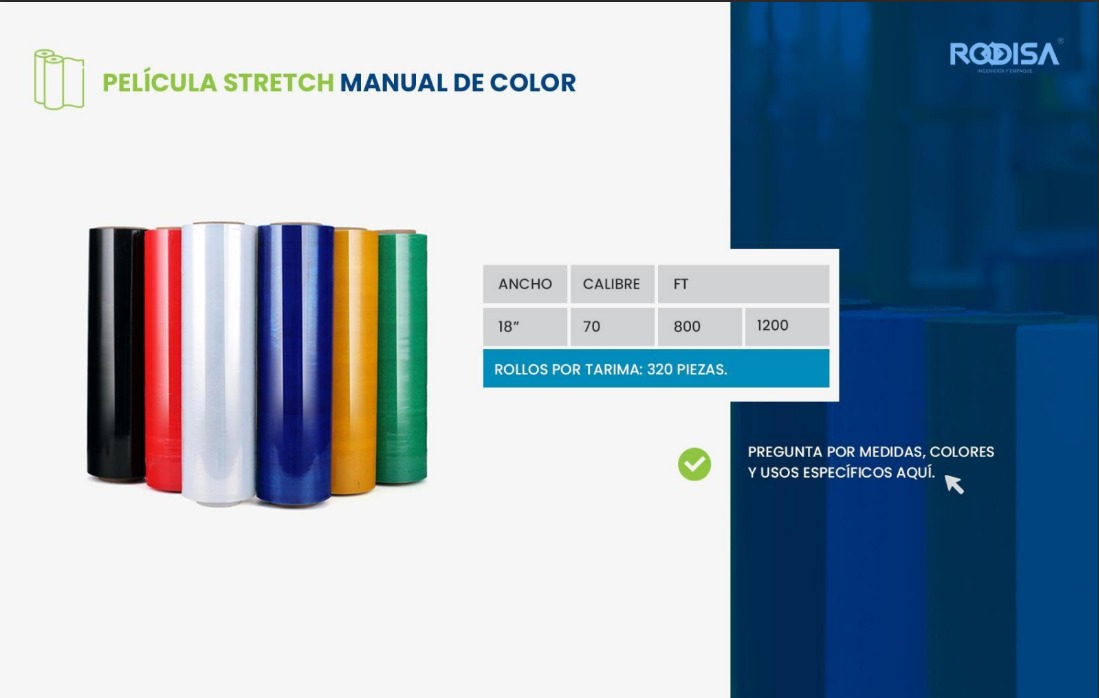 PELÍCULA STRETCH MANUAL DE COLOR
RODISA
®
INGENIERÍA Y EMPAQUE
ANCHO CALIBRE FT
18” 70 800 1200
ROLLOS POR TARIMA: 320 PIEZAS.
PREGUNTA POR MEDIDAS, COLORES
Y USOS ESPECÍFICOS AQUÍ.